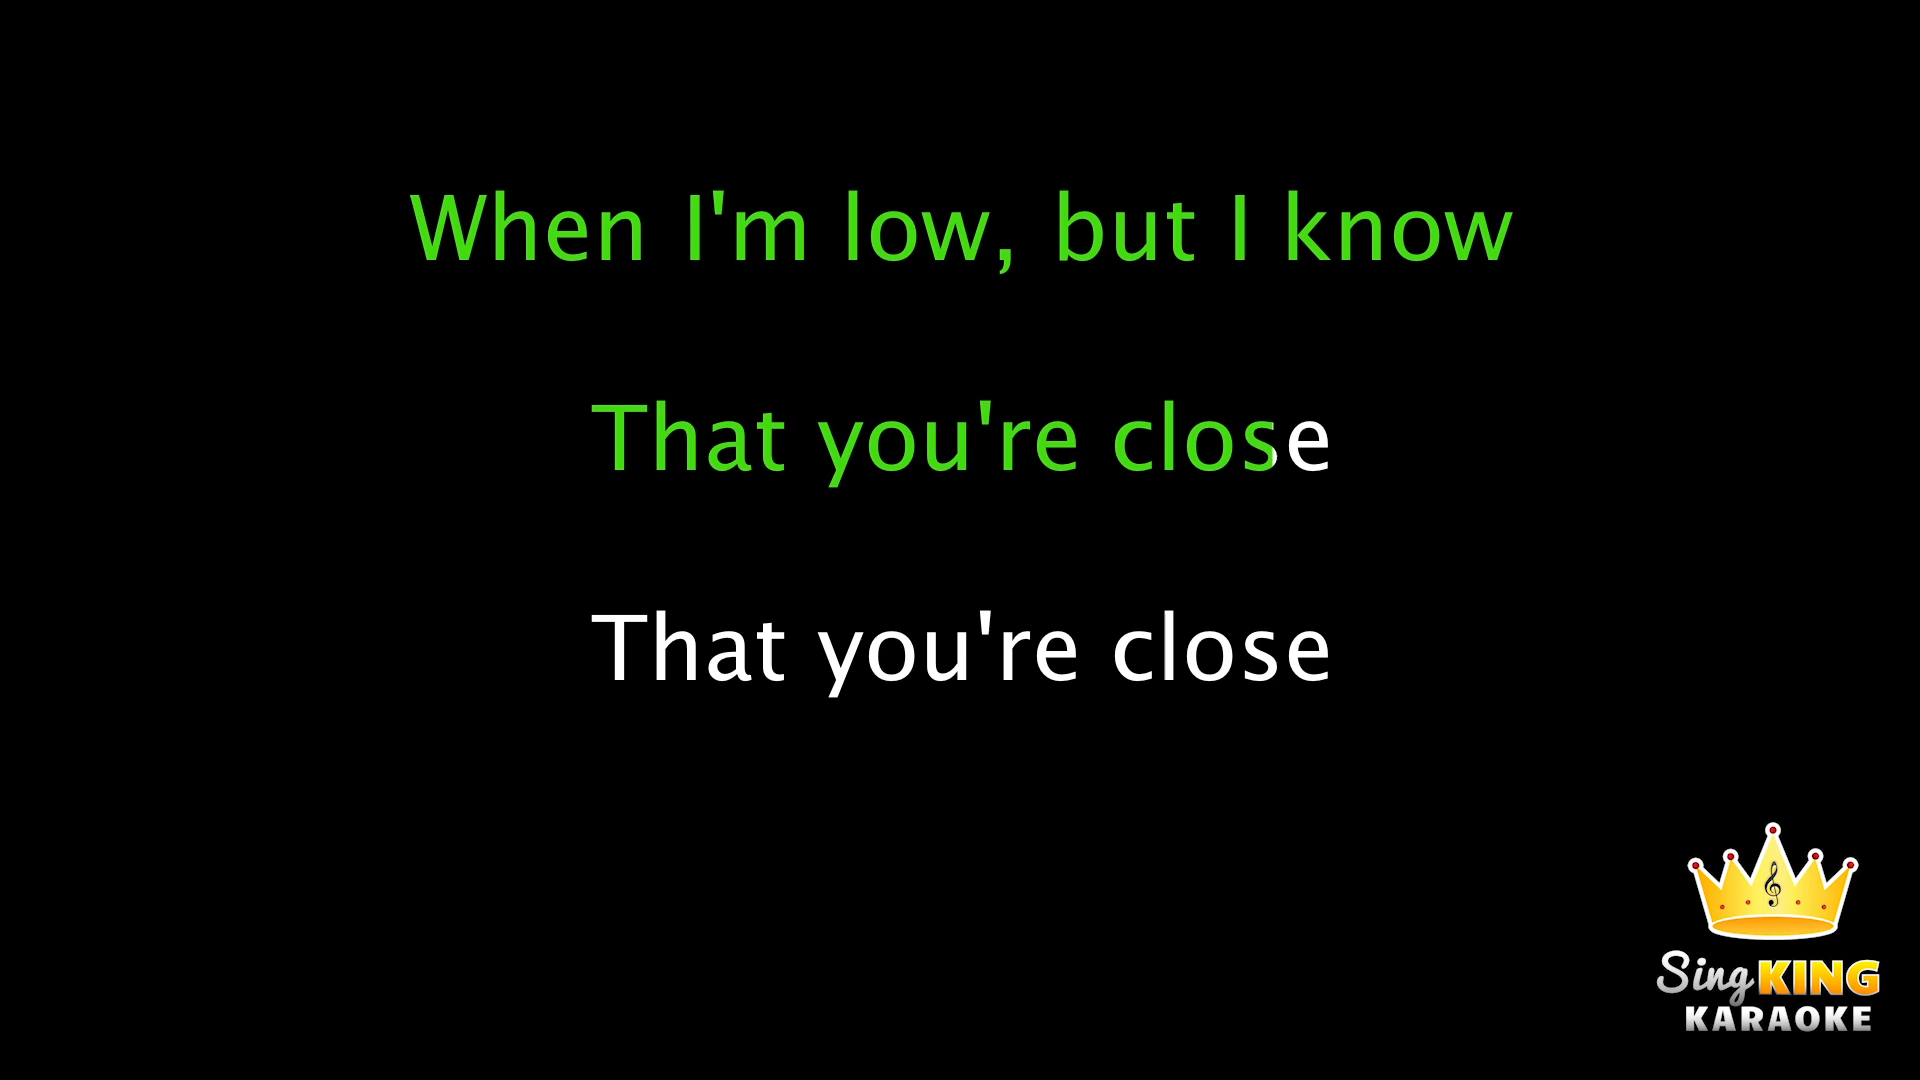 When I'm low, but I know
That you're close
That you're close
Sing KING
KARAOKE